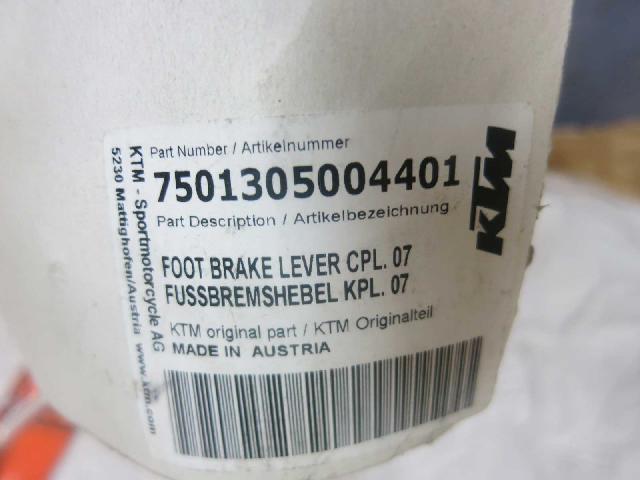 Part Number / Artikelnummer
7501305004401
Part Description / Artikelbezeichnung
FOOT BRAKE LEVER CPL. 07
FUSSBREMSHEBEL KPL. 07
KTM original part / KTM Originalteil
MADE IN AUSTRIA
KTM - Sportmotorcycle AG
5230 Mattighofen/Austria www.ktm.com
KTM